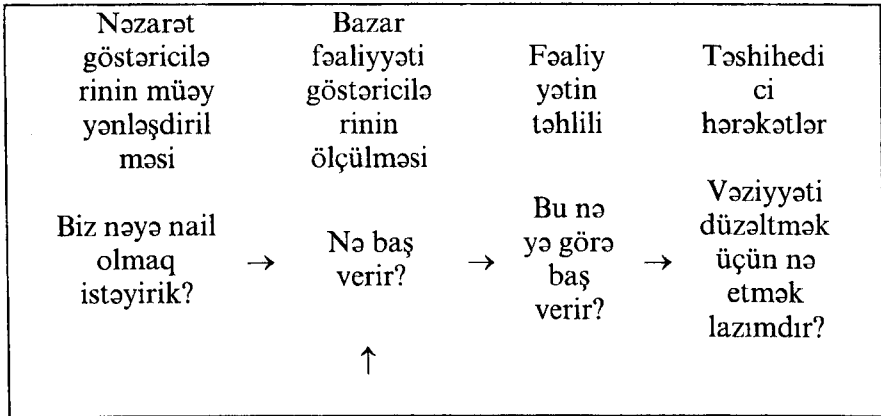 Nəzarət
göstəricilə
rinin müəy
yənləşdiril
məsi
Bazar
fəaliyyəti
göstəricilə
rinin
ölçülməsi
Fəaliy
yətin
təhlili
Təshihedi
ci
hərəkətlər
Biz nəyə nail
olmaq
istəyirik?
→
Nə baş
verir?
→
Bu nə
yə görə
baş
verir?
→
Vəziyyəti
düzəltmək
üçün nə
etmək
lazımdır?
↑